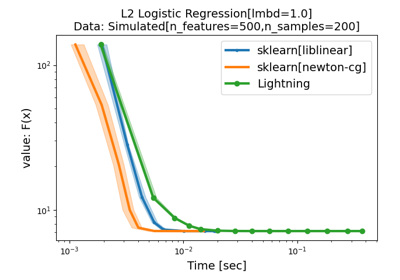 L2 Logistic Regression[lmbd=1.0]
Data: Simulated[n_features=500,n_samples=200]
sklearn[liblinear]
sklearn[newton-cg]
Lightning
value: F(x)
10²
10¹
10⁻³
10⁻²
10⁻¹
Time [sec]